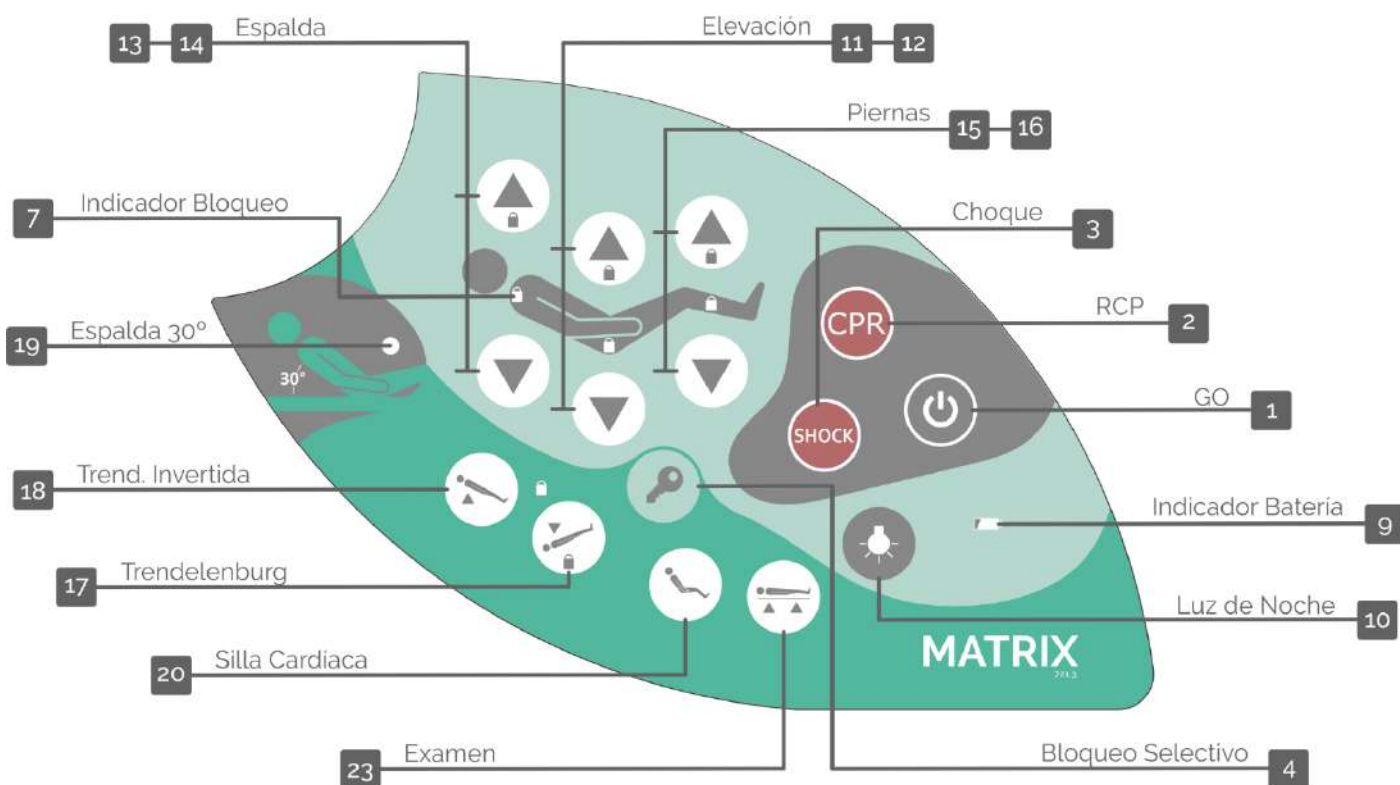 13 14 Espalda
Elevación 11 12
Piernas 15 16
7 Indicador Bloqueo
Choque 3
CPR
RCP 2
19 Espalda 30º
30°
GO 1
SHOCK
18 Trend. Invertida
Indicador Batería 9
17 Trendelenburg
Luz de Noche 10
MATRIX
20 Silla Cardiaca
23 Examen
Bloqueo Selectivo 4